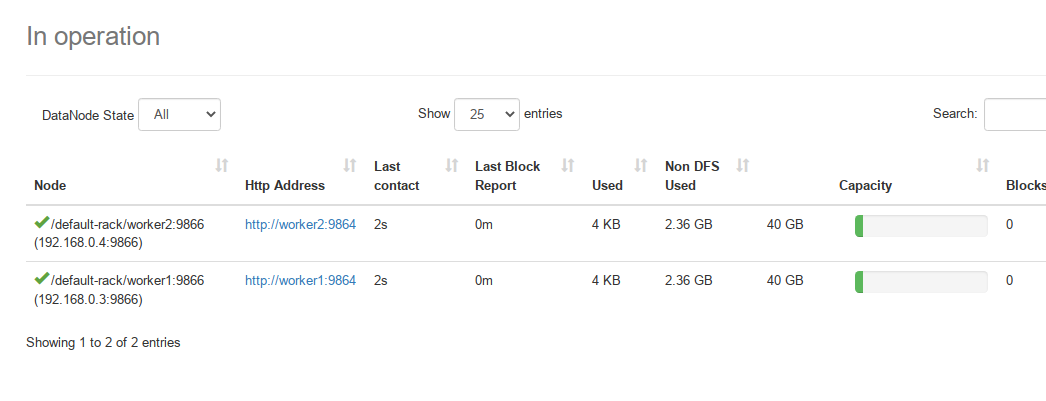 In operation
DataNode State All Show 25 entries Search:
Node Http Address Last contact Last Block Report Used Non DFS Used Capacity Blocks
/default-rack/worker2:9866 http://worker2:9864 2s 0m 4 KB 2.36 GB 40 GB 0
(192.168.0.4:9866)
/default-rack/worker1:9866 http://worker1:9864 2s 0m 4 KB 2.36 GB 40 GB 0
(192.168.0.3:9866)
Showing 1 to 2 of 2 entries